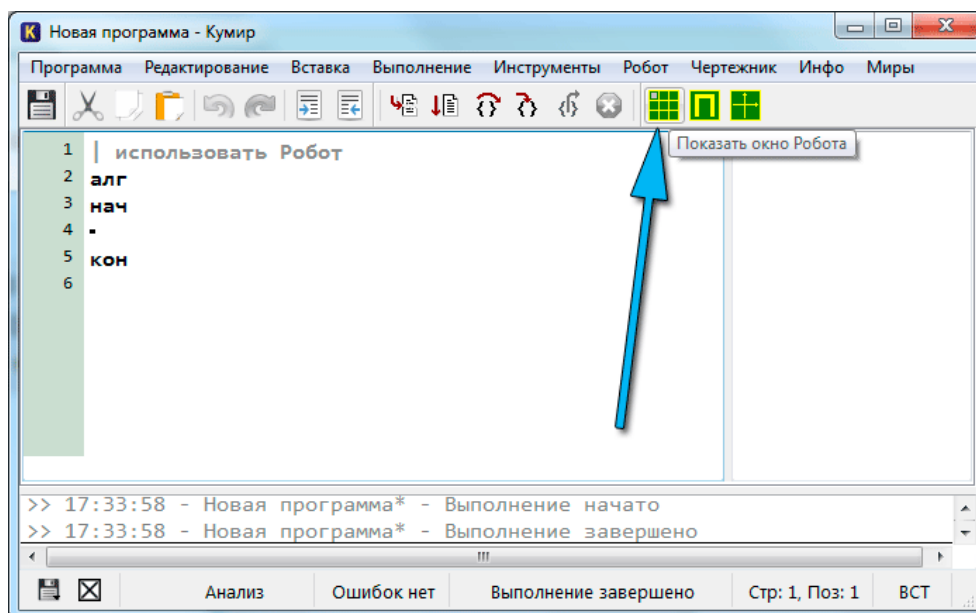 K Новая программа - Кумир
Программа Редактирование Вставка Выполнение Инструменты Робот Чертежник Инфо Миры
Показать окно Робота
1 | использовать Робот
2 алг
3 нач
4
5 кон
6
>> 17:33:58 - Новая программа* - Выполнение начато
>> 17:33:58 - Новая программа* - Выполнение завершено
Анализ Ошибок нет Выполнение завершено Стр: 1, Поз: 1 ВСТ